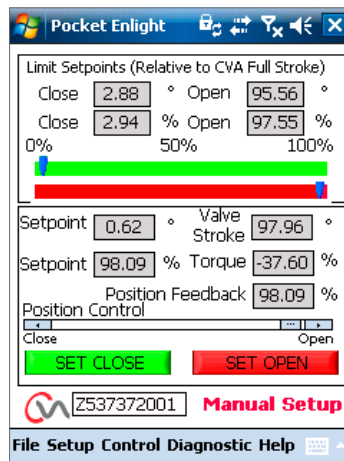 Pocket Enlight
Limit Setpoints (Relative to CVA Full Stroke)
Close 2.88 ° Open 95.56 °
Close 2.94 % Open 97.55 %
0% 50% 100%
Setpoint 0.62 ° Valve Stroke 97.96 °
Setpoint 98.09 % Torque -37.60 %
Position Feedback 98.09 %
Position Control
Close Open
SET CLOSE SET OPEN
Z537372001 Manual Setup
File Setup Control Diagnostic Help